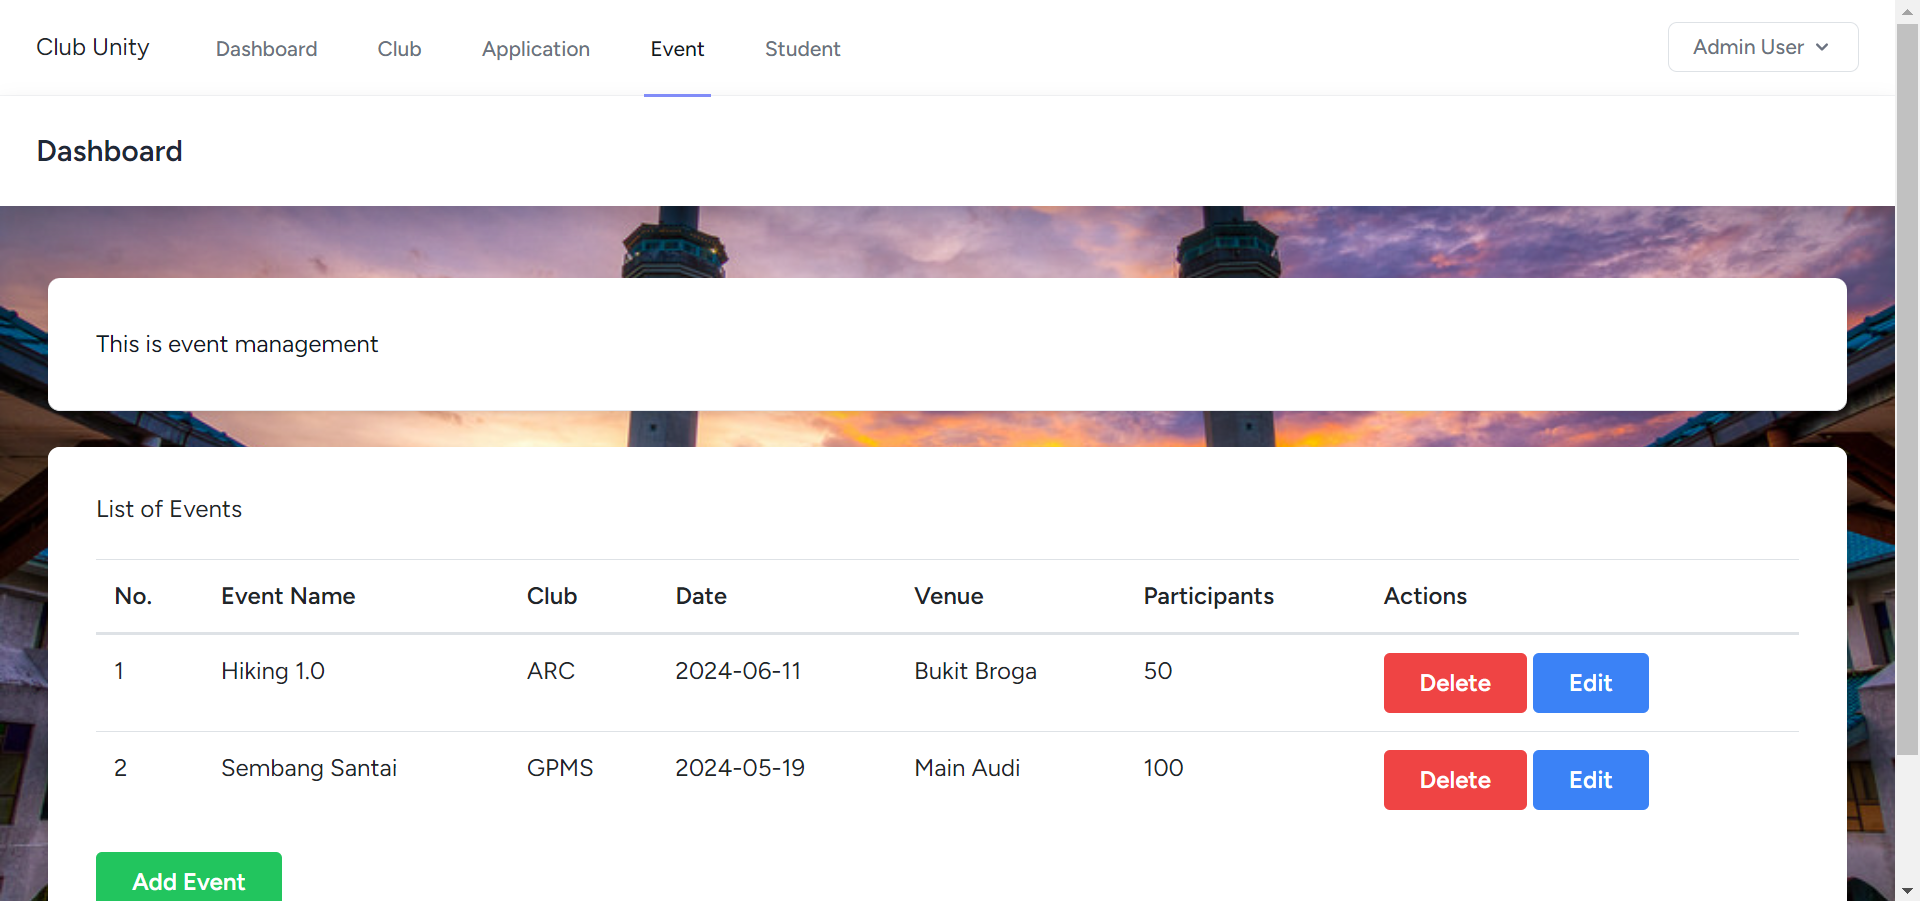 Club Unity Dashboard Club Application Event Student Admin User
Dashboard
This is event management
List of Events
No. Event Name Club Date Venue Participants Actions
1 Hiking 1.0 ARC 2024-06-11 Bukit Broga 50 Delete Edit
2 Sembang Santai GPMS 2024-05-19 Main Audi 100 Delete Edit
Add Event